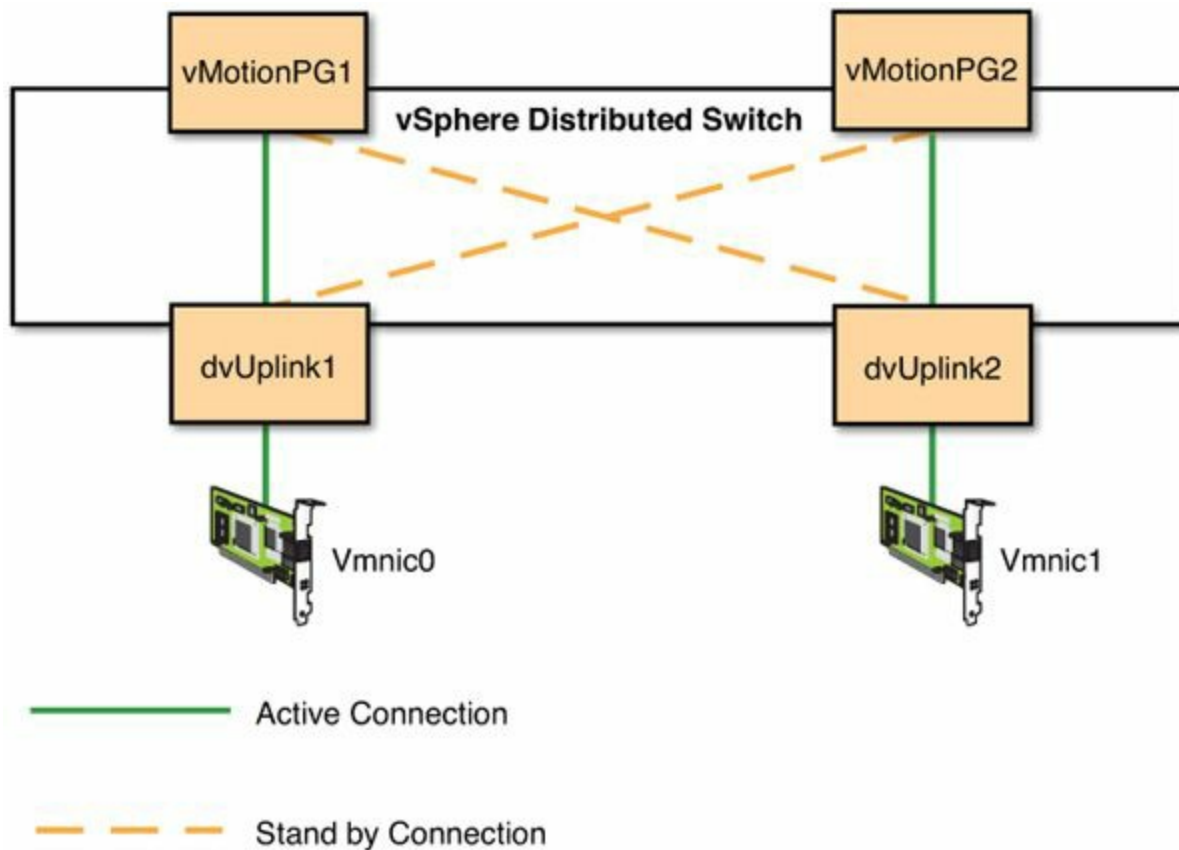 vMotionPG1
vMotionPG2
vSphere Distributed Switch
dvUplink1
dvUplink2
Vmnic0
Vmnic1
Active Connection
Stand by Connection